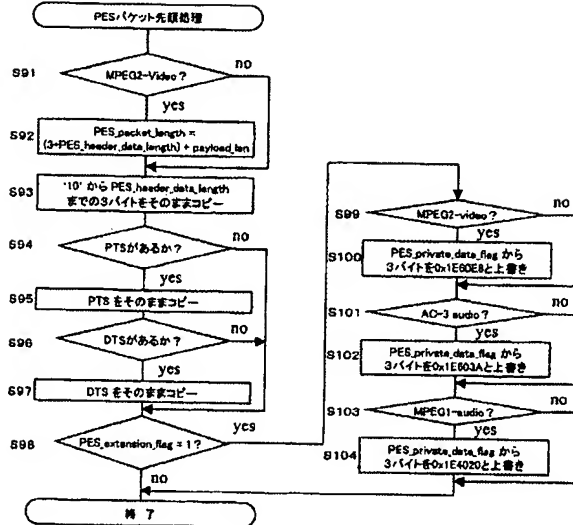 PESパケット先頭処理
S91
MPEG2-Video?
no
yes
S92
PES_packet_length =
(3+PES_header_data_length) + payload_len
S93
'10' から PES_header_data_length
までの3バイトをそのままコピー
S94
PTSがあるか?
no
yes
S95
PTS をそのままコピー
S96
DTSがあるか?
no
yes
S97
DTS をそのままコピー
S98
PES_extension_flag = 1?
yes
no
終 了
S99
MPEG2-video?
no
yes
S100
PES_private_data_flag から
3バイトを0x1E60E8と上書き
S101
AC-3 audio?
no
yes
S102
PES_private_data_flag から
3バイトを0x1E603Aと上書き
S103
MPEG1-audio?
no
yes
S104
PES_private_data_flag から
3バイトを0x1E4020と上書き